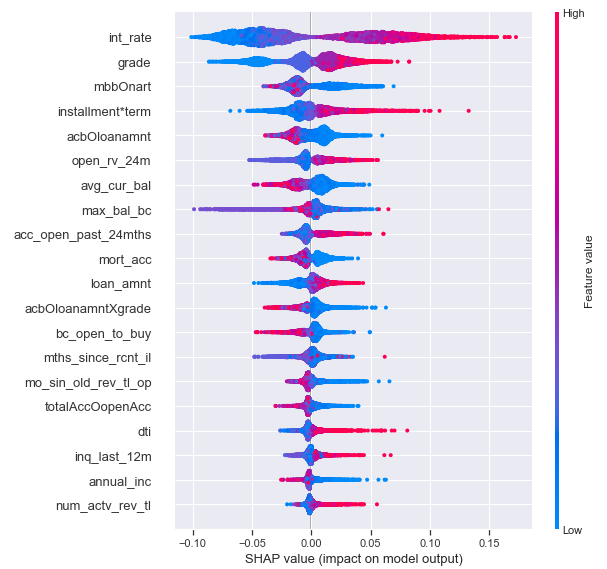 High
int_rate
grade
mbbOnart
installment*term
acbOloanamnt
open_rv_24m
avg_cur_bal
max_bal_bc
acc_open_past_24mths
mort_acc
loan_amnt
acbOloanamntXgrade
bc_open_to_buy
mths_since_rcnt_il
mo_sin_old_rev_tl_op
totalAccOopenAcc
dti
inq_last_12m
annual_inc
num_actv_rev_tl
Feature value
Low
−0.10 −0.05 0.00 0.05 0.10 0.15
SHAP value (impact on model output)